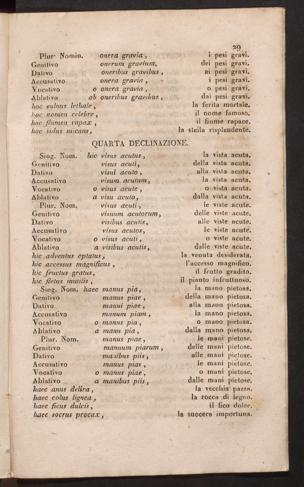 29
Plur. Nomin. onera gravia, i pesi gravi.
Genitivo onerum gravium, dei pesi gravi.
Dativo oneribus gravibus, ai pesi gravi.
Accusativo onera gravia, i pesi gravi.
Vocativo o onera gravia, o pesi gravi.
Ablativo ab oneribus gravibus, dai pesi gravi.
hoc vulnus lethale, la ferita mortale.
hoc nomen celebre, il nome famoso.
hoc flumen rapax, il fiume rapace.
hoc sidus micans, la stella risplendente.
QUARTA DECLINAZIONE.
Sing. Nom. hic visus acutus, la vista acuta.
Genitivo visus acuti, della vista acuta.
Dativo visui acuto, alla vista acuta.
Accusativo visum acutum, la vista acuta.
Vocativo o visus acute, o vista acuta.
Ablativo a visu acuto, dalla vista acuta.
Plur. Nom. visus acuti, le viste acute.
Genitivo visuum acutorum, delle viste acute.
Dativo visibus acutis, alle viste acute.
Accusativo visus acutos, le viste acute.
Vocativo o visus acuti, o viste acute.
Ablativo a visibus acutis, dalle viste acute.
hic adventus optatus, la venuta desiderata.
hic accessus magnificus, l'accesso magnifico.
hic fructus gratus, il frutto gradito.
hic fletus inutilis, il pianto infruttuoso.
Sing. Nom. haec manus pia, la mano pietosa.
Genitivo manus piae, della mano pietosa.
Dativo manui piae, alla mano pietosa.
Accusativo manum piam, la mano pietosa.
Vocativo o manus pia, o mano pietosa.
Ablativo a manu pia, dalla mano pietosa.
Plur. Nom. manus piae, le mani pietose.
Genitivo manuum piarum, delle mani pietose.
Dativo manibus piis, alle mani pietose.
Accusativo manus pias, le mani pietose.
Vocativo o manus piae, o mani pietose.
Ablativo a manibus piis, dalle mani pietose.
haec anus delira, la vecchia pazza.
haec colus lignea, la rocca di legno.
haec ficus dulcis, il fico dolce.
haec socrus procax, la suocera importuna.